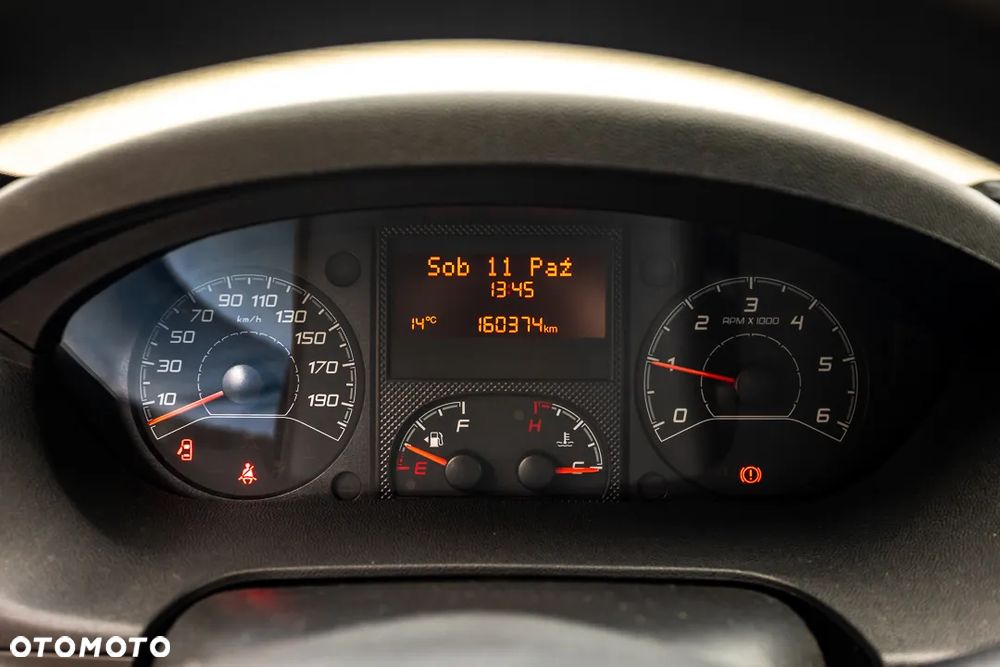 Sob 11 Paź
13:45
14°C 160374km
10 30 50 70 90 110 130 150 170 190
km/h
E F
H C
0 1 2 3 4 5 6
RPM X 1000
OTOMOTO